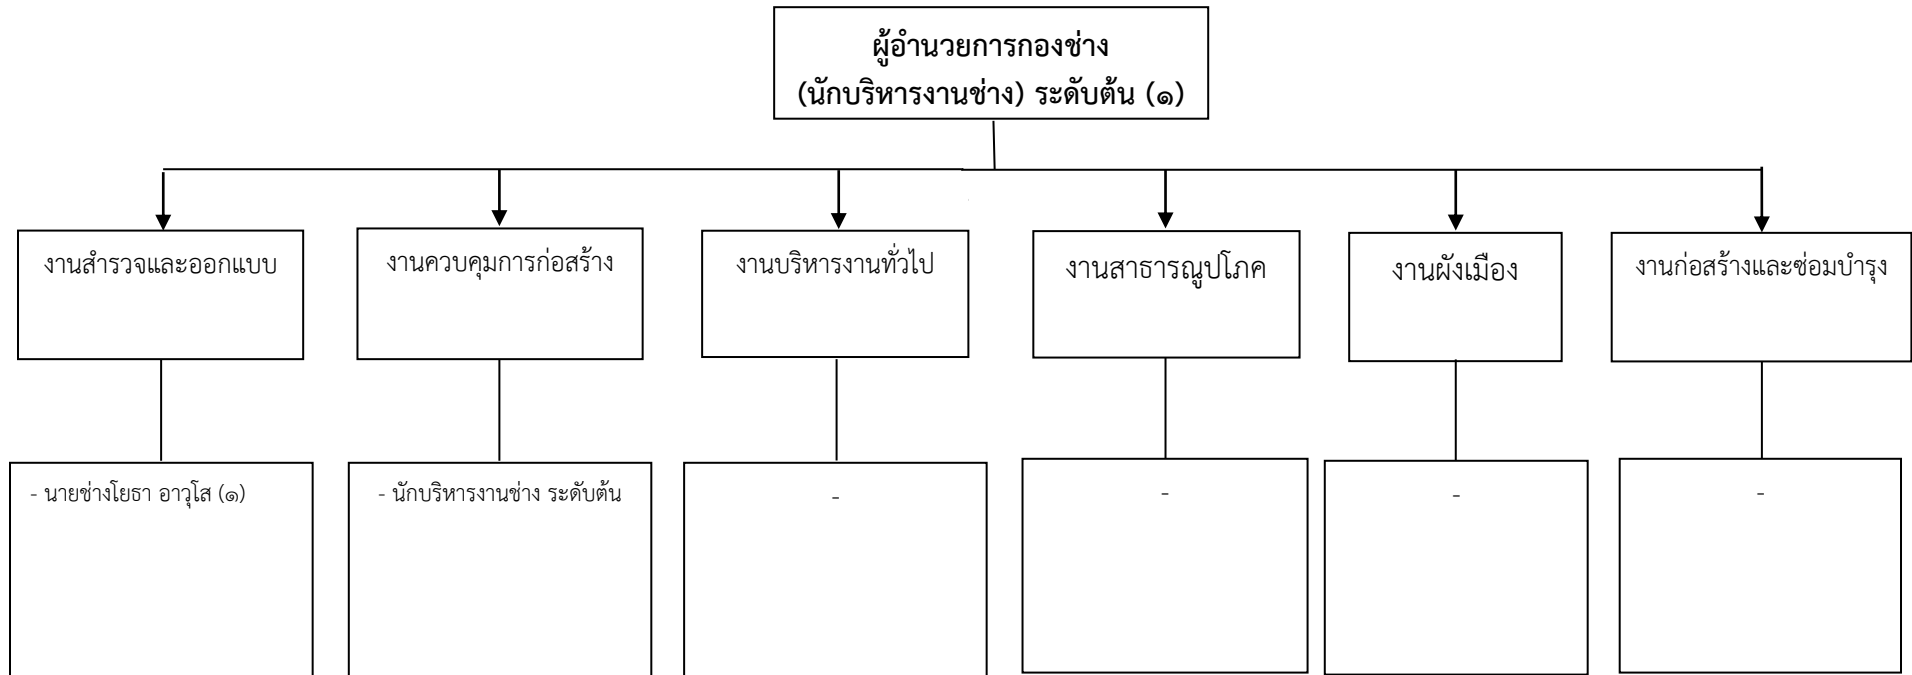 ผู้อำนวยการกองช่าง
(นักบริหารงานช่าง) ระดับต้น (๑)
งานสำรวจและออกแบบ
งานควบคุมการก่อสร้าง
งานบริหารงานทั่วไป
งานสาธารณูปโภค
งานผังเมือง
งานก่อสร้างและซ่อมบำรุง
- นายช่างโยธา อาวุโส (๑)
- นักบริหารงานช่าง ระดับต้น
-
-
-
-